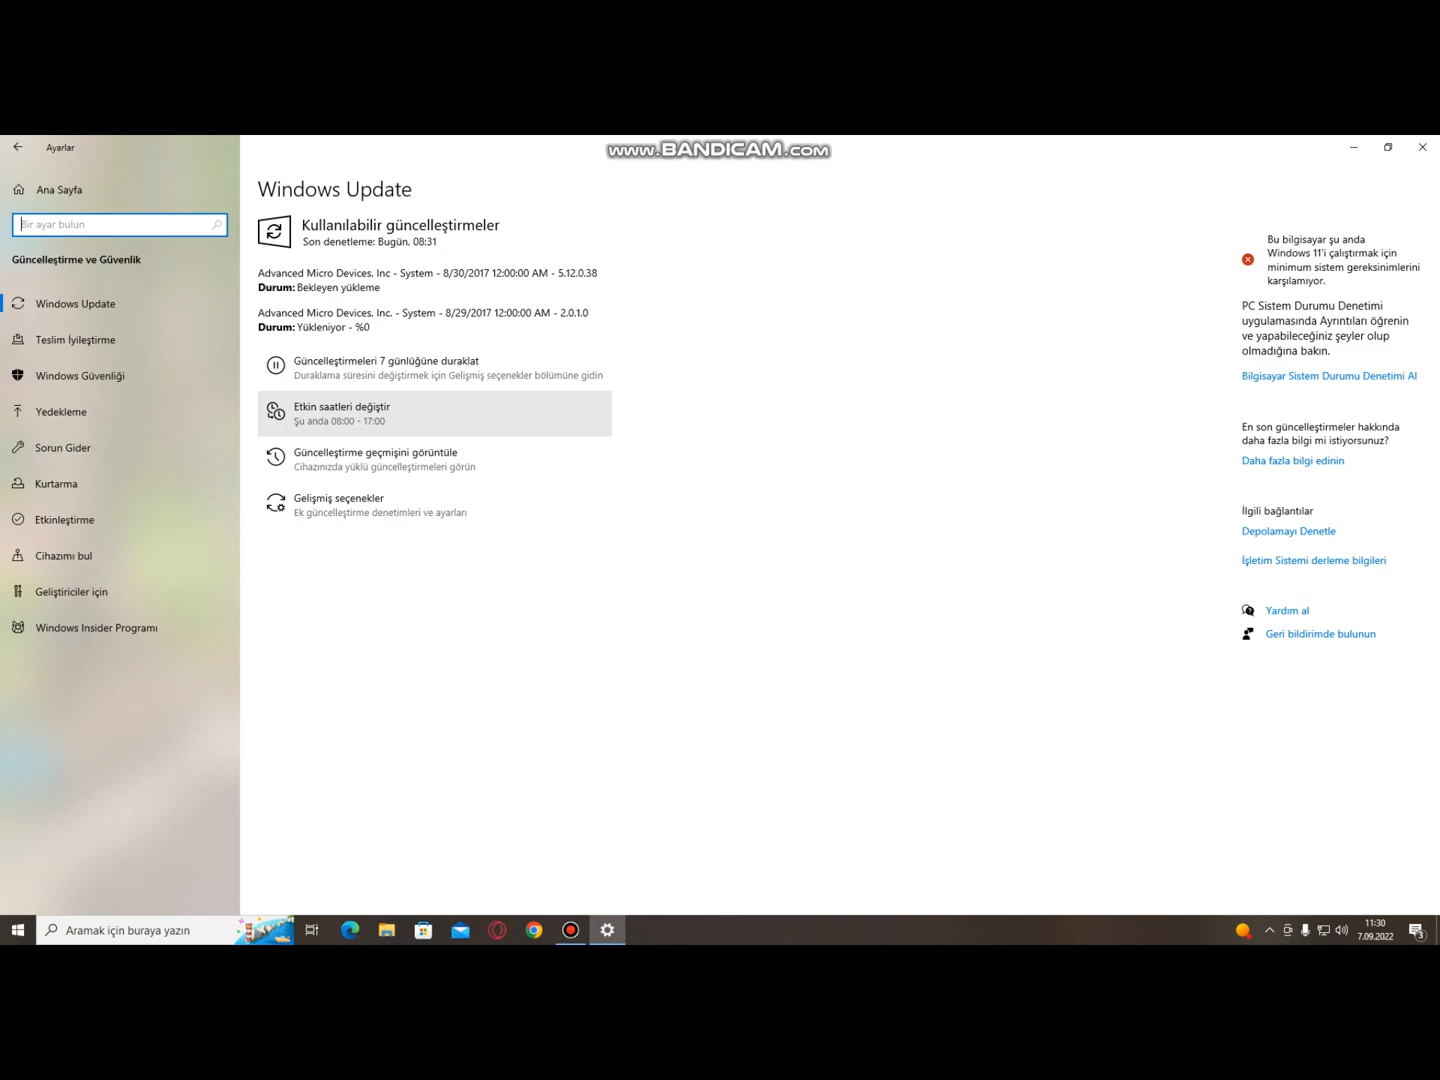 Ayarlar
www.BANDICAM.com
Ana Sayfa
Bir ayar bulun
Güncelleştirme ve Güvenlik
Windows Update
Teslim İyileştirme
Windows Güvenliği
Yedekleme
Sorun Gider
Kurtarma
Etkinleştirme
Cihazımı bul
Geliştiriciler için
Windows Insider Programı
Windows Update
Kullanılabilir güncelleştirmeler
Son denetleme: Bugün, 08:31
Advanced Micro Devices, Inc - System - 8/30/2017 12:00:00 AM - 5.12.0.38
Durum: Bekleyen yükleme
Advanced Micro Devices, Inc. - System - 8/29/2017 12:00:00 AM - 2.0.1.0
Durum: Yükleniyor - %0
Güncelleştirmeleri 7 günlüğüne duraklat
Duraklama süresini değiştirmek için Gelişmiş seçenekler bölümüne gidin
Etkin saatleri değiştir
Şu anda 08:00 - 17:00
Güncelleştirme geçmişini görüntüle
Cihazınızda yüklü güncelleştirmeleri görün
Gelişmiş seçenekler
Ek güncelleştirme denetimleri ve ayarları
Bu bilgisayar şu anda
Windows 11'i çalıştırmak için
minimum sistem gereksinimlerini
karşılamıyor.
PC Sistem Durumu Denetimi
uygulamasında Ayrıntıları öğrenin
ve yapabileceğiniz şeyler olup
olmadığına bakın.
Bilgisayar Sistem Durumu Denetimi Al
En son güncelleştirmeler hakkında
daha fazla bilgi mi istiyorsunuz?
Daha fazla bilgi edinin
İlgili bağlantılar
Depolamayı Denetle
İşletim Sistemi derleme bilgileri
Yardım al
Geri bildirimde bulunun
Aramak için buraya yazın
11:30
7.09.2022
3